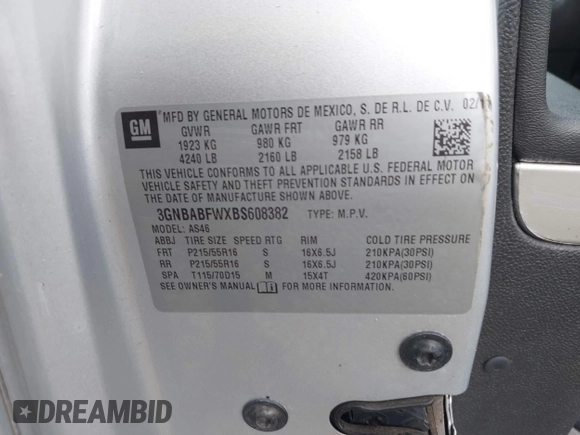 GM
MFD BY GENERAL MOTORS DE MEXICO, S. DE R.L. DE C.V. 02/
GVWR GAWR FRT GAWR RR
1923 KG 980 KG 979 KG
4240 LB 2160 LB 2158 LB
THIS VEHICLE CONFORMS TO ALL APPLICABLE U.S. FEDERAL MOTOR
VEHICLE SAFETY, BUMPER, AND THEFT PREVENTION STANDARDS IN EFFECT ON
THE DATE OF MANUFACTURE SHOWN ABOVE.
3GNBABFWXBS608382 TYPE: M.P.V.
MODEL: AS46
ABBJ TIRE SIZE SPEED RTG RIM COLD TIRE PRESSURE
FRT P215/55R16 S 16X6.5J 210KPA(30PSI)
RR P215/55R16 S 16X6.5J 210KPA(30PSI)
SPA T115/70D15 M 15X4T 420KPA(60PSI)
SEE OWNER'S MANUAL FOR MORE INFORMATION.
DREAMBID